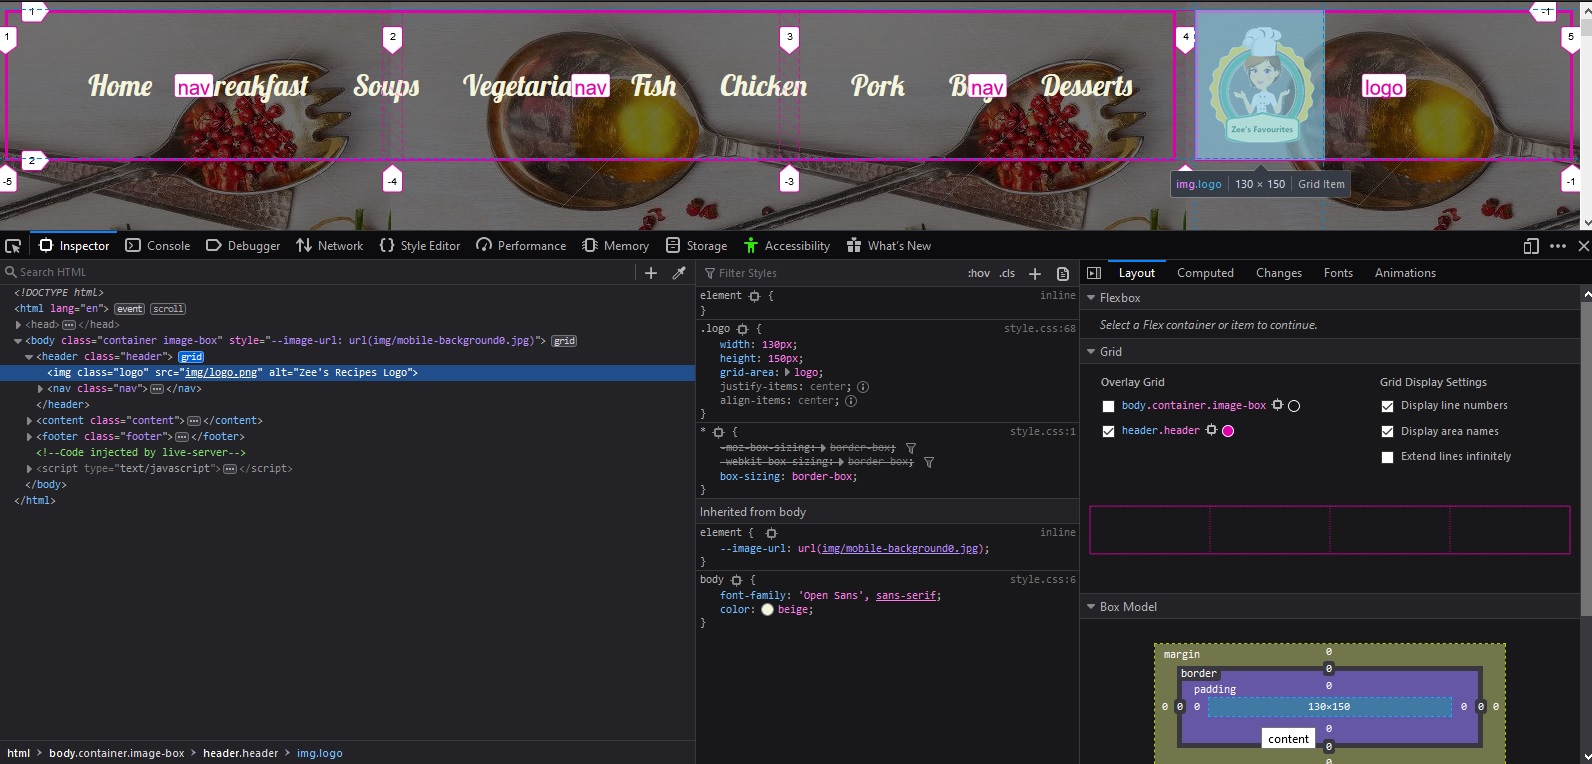 1 -1
1 2 3 4 5
Home nav reakfast Soups Vegetaria nav Fish Chicken Pork B nav Desserts Zee's Favourites logo
2
-5 -4 -3 -1
img.logo 130 × 150 Grid Item
Inspector Console Debugger Network Style Editor Performance Memory Storage Accessibility What's New
Search HTML
<!DOCTYPE html>
<html lang="en"> event scroll
<head> </head>
<body class="container image-box" style="--image-url: url(img/mobile-background0.jpg)"> grid
<header class="header"> grid
<img class="logo" src="img/logo.png" alt="Zee's Recipes Logo">
<nav class="nav"> </nav>
</header>
<content class="content"> </content>
<footer class="footer"> </footer>
<!--Code injected by live-server-->
<script type="text/javascript"> </script>
</body>
</html>
html > body.container.image-box > header.header > img.logo
Filter Styles :hov .cls
element { inline
}
.logo { style.css:68
width: 130px;
height: 150px;
grid-area: logo;
justify-items: center;
align-items: center;
}
* { style.css:1
-moz-box-sizing: border-box;
-webkit-box-sizing: border-box;
box-sizing: border-box;
}
Inherited from body
element { inline
--image-url: url(img/mobile-background0.jpg);
}
body { style.css:6
font-family: 'Open Sans', sans-serif;
color: beige;
}
Layout Computed Changes Fonts Animations
Flexbox
Select a Flex container or item to continue.
Grid
Overlay Grid Grid Display Settings
body.container.image-box Display line numbers
header.header Display area names
Extend lines infinitely
Box Model
margin 0
border 0
padding 0
0 0 0 130×150 0 0 0
0
content
0
0